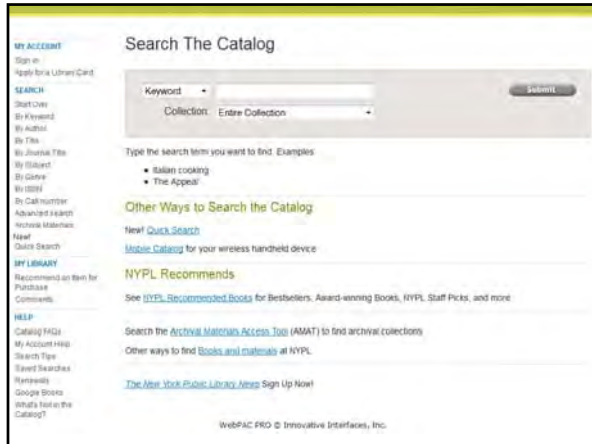 MY ACCOUNT
Sign in
Apply for a Library Card
SEARCH
Start Over
By Keyword
By Author
By Title
By Journal Title
By Subject
By Genre
By ISBN
By Call number
Advanced search
Archival Materials
New!
Quick Search
MY LIBRARY
Recommend an Item for
Purchase
Comments
HELP
Catalog FAQs
My Account Help
Search Tips
Saved Searches
Renewals
Google Books
What's Not in the
Catalog?
Search The Catalog
Keyword
Submit
Collection: Entire Collection
Type the search term you want to find. Examples:
• Italian cooking
• The Appeal
Other Ways to Search the Catalog
New! Quick Search
Mobile Catalog for your wireless handheld device
NYPL Recommends
See NYPL Recommended Books for Bestsellers, Award-winning Books, NYPL Staff Picks, and more
Search the Archival Materials Access Tool (AMAT) to find archival collections
Other ways to find Books and materials at NYPL
The New York Public Library News Sign Up Now!
WebPAC PRO © Innovative Interfaces, Inc.